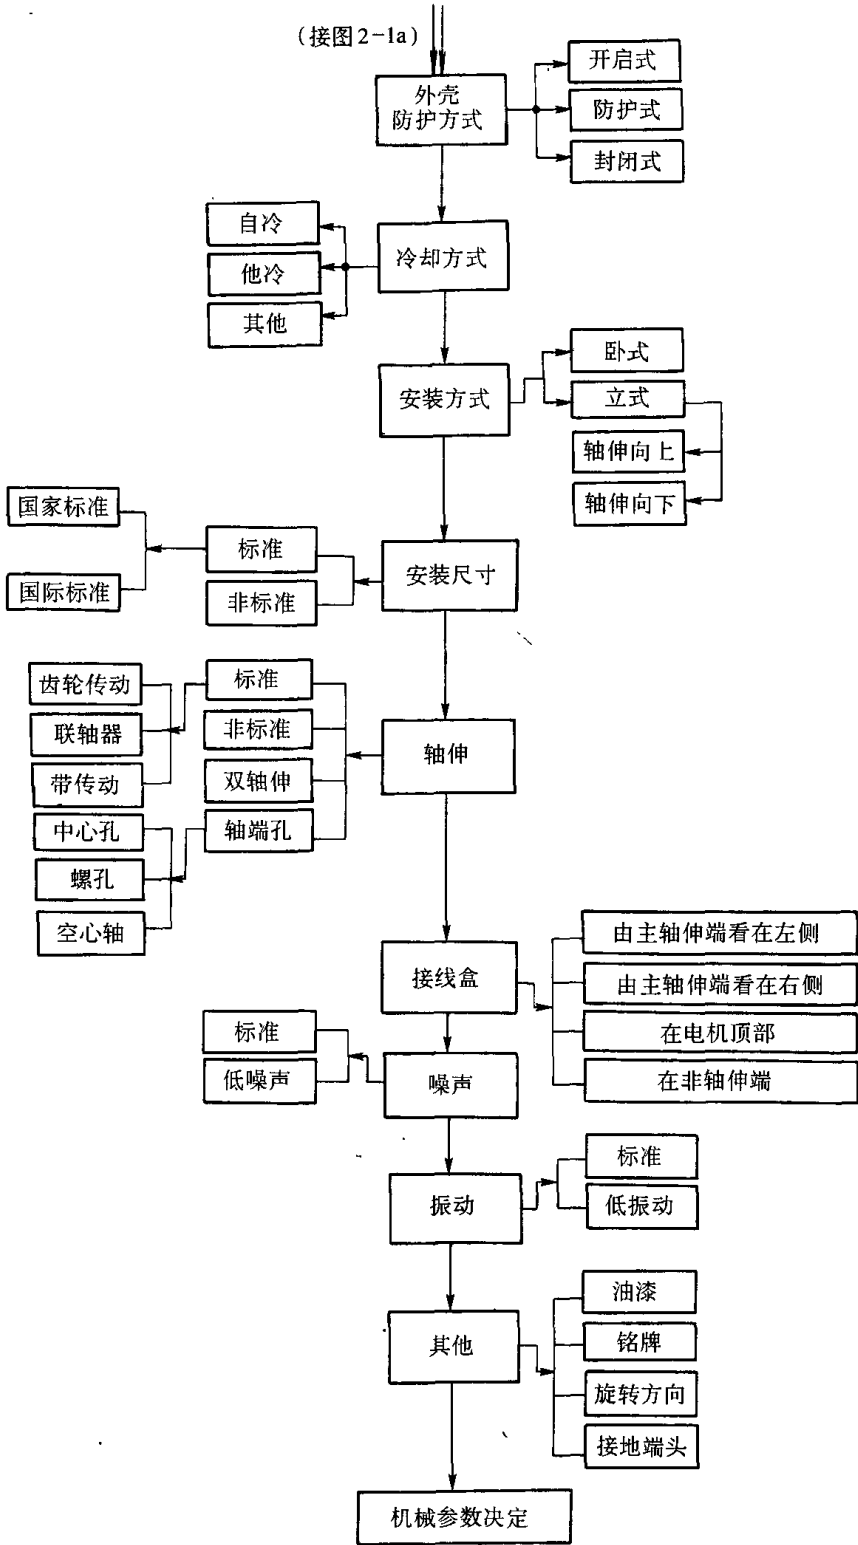 (接图2-1a)
外壳
防护方式
开启式
防护式
封闭式
自冷
他冷
其他
冷却方式
安装方式
卧式
立式
轴伸向上
轴伸向下
国家标准
国际标准
标准
非标准
安装尺寸
齿轮传动
联轴器
带传动
中心孔
螺孔
空心轴
标准
非标准
双轴伸
轴端孔
轴伸
接线盒
由主轴伸端看在左侧
由主轴伸端看在右侧
在电机顶部
在非轴伸端
标准
低噪声
噪声
振动
标准
低振动
其他
油漆
铭牌
旋转方向
接地端头
机械参数决定